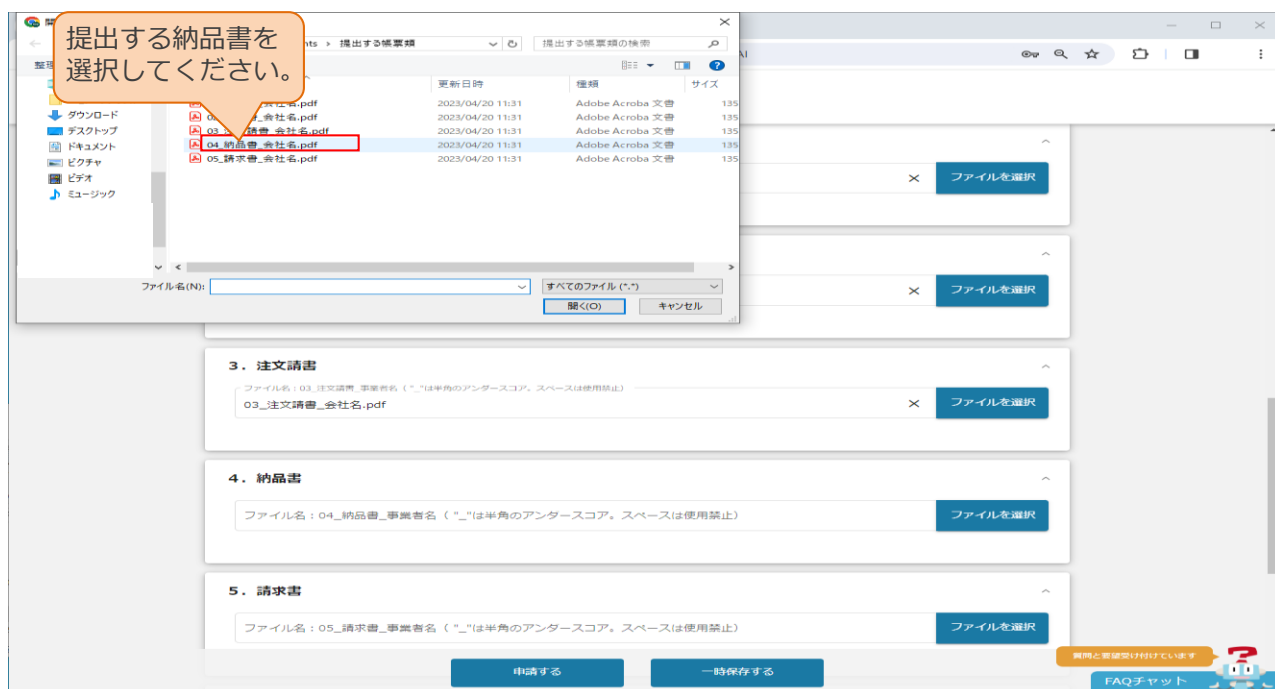 提出する納品書を
選択してください。
nts › 提出する帳票類
提出する帳票類の検索
更新日時 種類 サイズ
_会社名.pdf 2023/04/20 11:31 Adobe Acroba 文書 135
_会社名.pdf 2023/04/20 11:31 Adobe Acroba 文書 135
請書_会社名.pdf 2023/04/20 11:31 Adobe Acroba 文書 135
04_納品書_会社名.pdf 2023/04/20 11:31 Adobe Acroba 文書 135
05_請求書_会社名.pdf 2023/04/20 11:31 Adobe Acroba 文書 135
ダウンロード
デスクトップ
ドキュメント
ピクチャ
ビデオ
ミュージック
ファイル名(N):
すべてのファイル (*.*)
開く(O) キャンセル
ファイルを選択
ファイルを選択
3．注文請書
ファイル名：03_注文請書_事業者名（ "_"は半角のアンダースコア。スペースは使用禁止）
03_注文請書_会社名.pdf
ファイルを選択
4．納品書
ファイル名：04_納品書_事業者名（ "_"は半角のアンダースコア。スペースは使用禁止）
ファイルを選択
5．請求書
ファイル名：05_請求書_事業者名（ "_"は半角のアンダースコア。スペースは使用禁止）
ファイルを選択
申請する 一時保存する
質問と要望受け付けています
FAQチャット